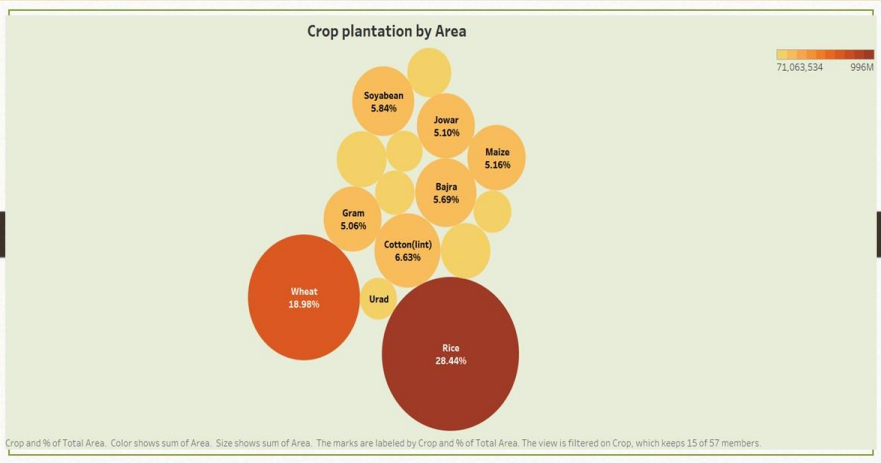 Crop plantation by Area
71,063,534 996M
Soyabean
5.84%
Jowar
5.10%
Maize
5.16%
Bajra
5.69%
Gram
5.06%
Cotton(lint)
6.63%
Wheat
18.98%
Urad
Rice
28.44%
Crop and % of Total Area. Color shows sum of Area. Size shows sum of Area. The marks are labeled by Crop and % of Total Area. The view is filtered on Crop, which keeps 15 of 57 members.